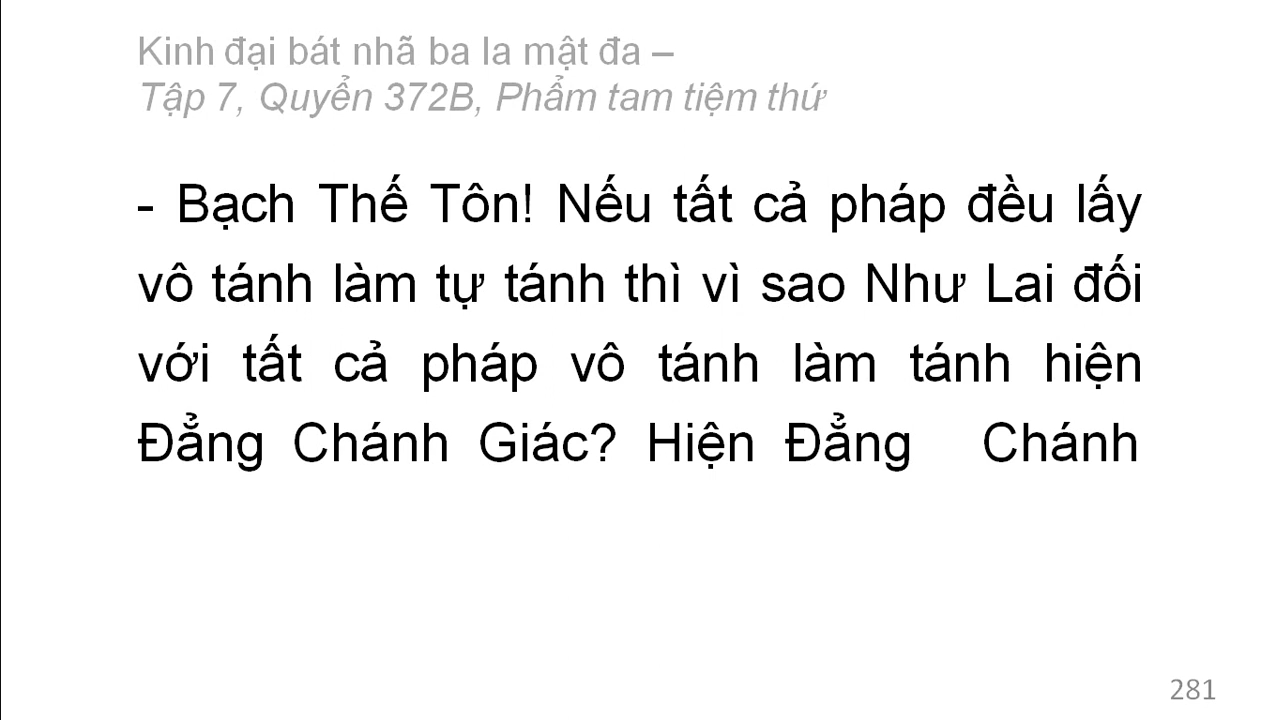 Kinh đại bát nhã ba la mật đa –
Tập 7, Quyển 372B, Phẩm tam tiệm thứ
- Bạch Thế Tôn! Nếu tất cả pháp đều lấy
vô tánh làm tự tánh thì vì sao Như Lai đối
với tất cả pháp vô tánh làm tánh hiện
Đẳng Chánh Giác? Hiện Đẳng Chánh
281